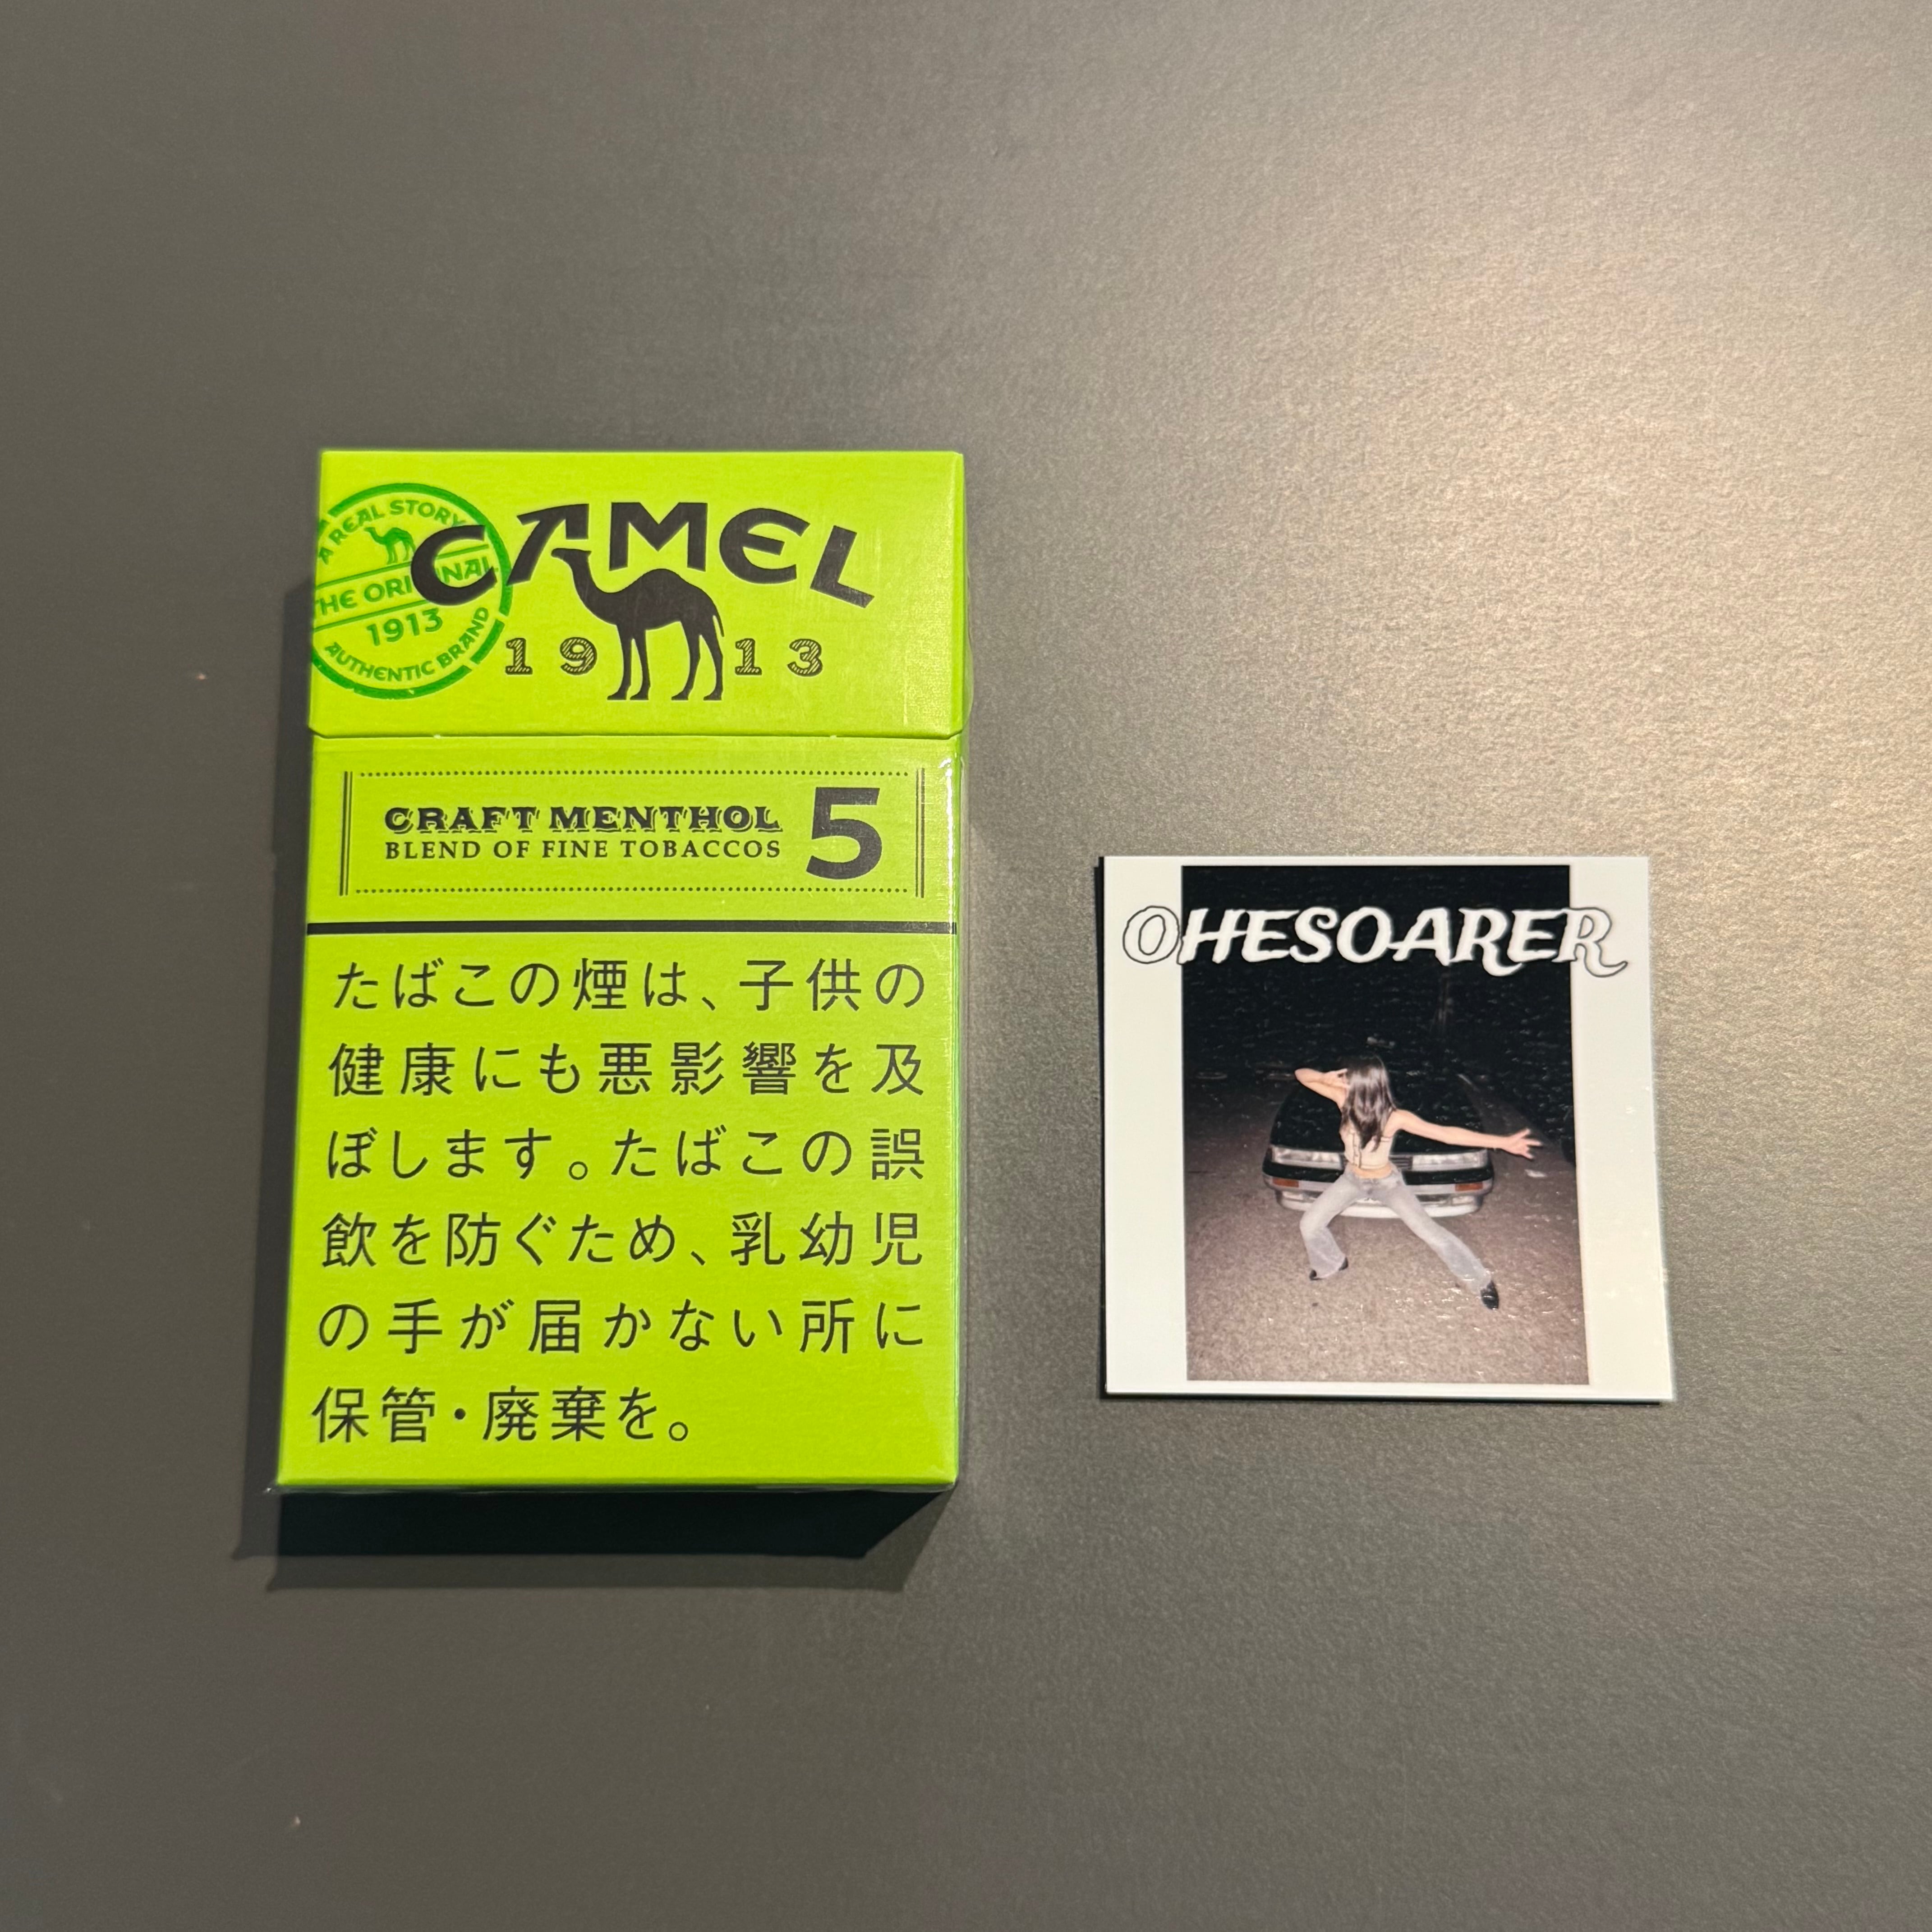 A REAL STORY
THE ORIGINAL
1913
AUTHENTIC BRAND
CAMEL
1913
CRAFT MENTHOL
BLEND OF FINE TOBACCOS
5
たばこの煙は、子供の
健康にも悪影響を及
ぼします。たばこの誤
飲を防ぐため、乳幼児
の手が届かない所に
保管・廃棄を。
OHESOARER